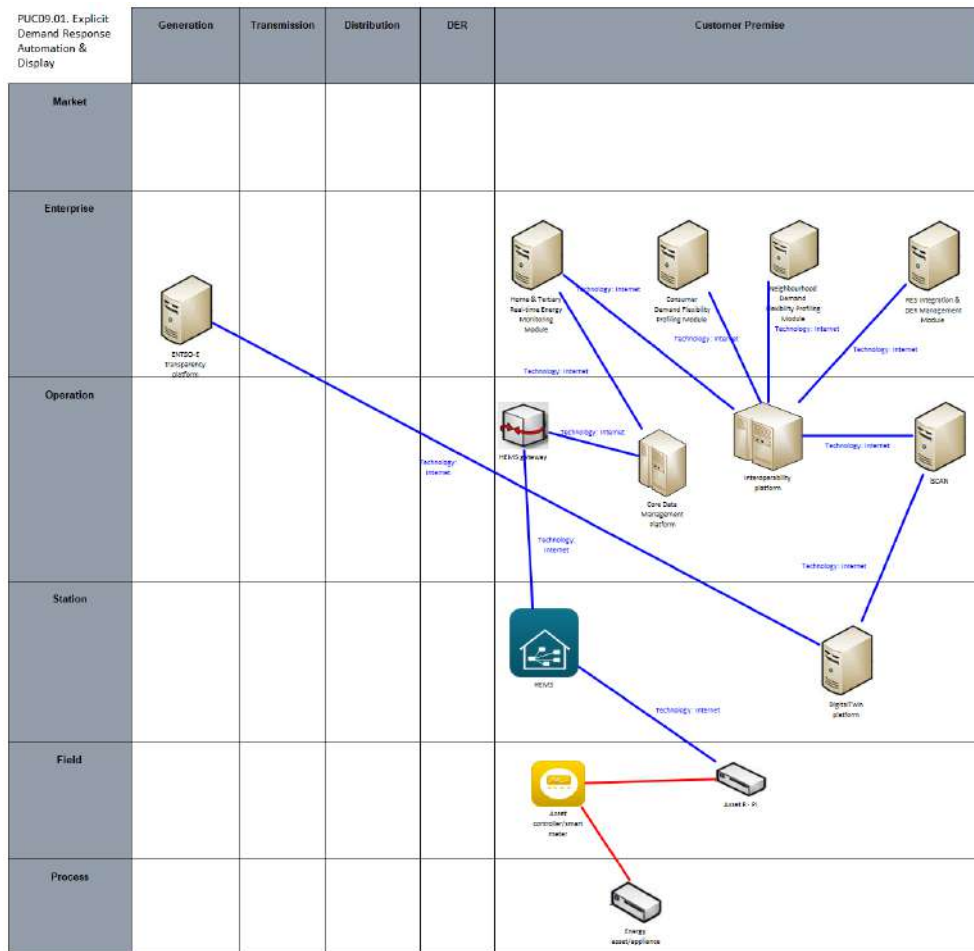 PUC09.01. Explicit
Demand Response
Automation &
Display
Generation
Transmission
Distribution
DER
Customer Premise
Market
Enterprise
ENTSO-E
transparency
platform
Home & Tertiary
Real-time Energy
Monitoring
Module
Consumer
Demand Flexibility
Profiling Module
Neighbourhood
Demand
Flexibility Profiling
Module
RES Integration &
DER Management
Module
Technology: Internet
Technology: Internet
Technology: Internet
Technology: Internet
Technology: Internet
Operation
HEMS gateway
Technology: Internet
Core Data
Management
Platform
Interoperability
platform
Technology: Internet
iSCAN
Technology:
Internet
Technology:
Internet
Technology: Internet
Station
HEMS
DigitalTwin
platform
Technology: Internet
Field
Asset
controller/smart
meter
Asset R - Pi
Process
Energy
asset/appliance